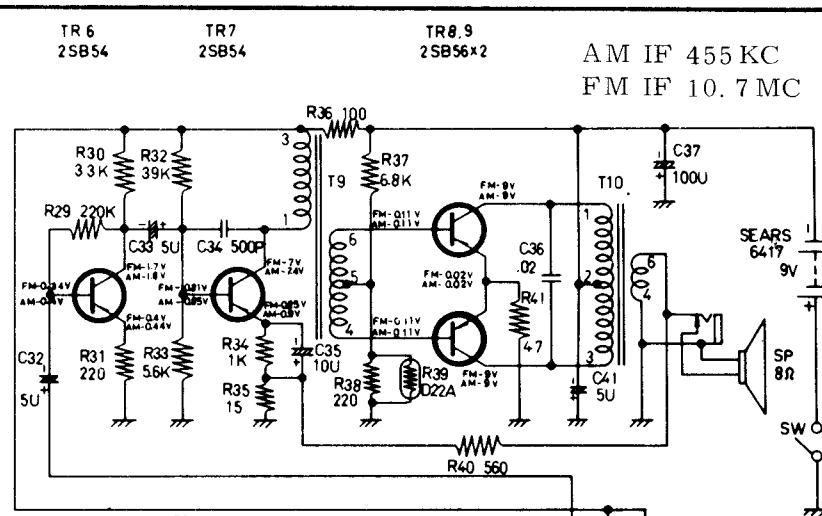 TR 6
2SB54
TR7
2SB54
TR8,9
2SB56×2
AM IF 455 KC
FM IF 10.7 MC
R36 100
3
R30
3.3K
R32
39K
R37
6.8K
T9
T10
C37
100U
FM-9V
AM-9V
R29 220K
1
C33 5U
C34 500P
FM-0.11V
AM-0.11V
6
1
SEARS
6417
9V
FM-1.7V
AM-1.8V
FM-7V
5
C36
.02
FM-0.02V
AM-0.02V
2
6
4
R41
47
FM-0.4V
AM-0.44V
4
FM-0.11V
AM-0.11V
C32
5U
R31
220
R33
5.6K
R34
1K
C35
10U
R35
15
R38
220
R39
D22A
FM-9V
AM-9V
3
C41
5U
SP
8Ω
SW
R40 560